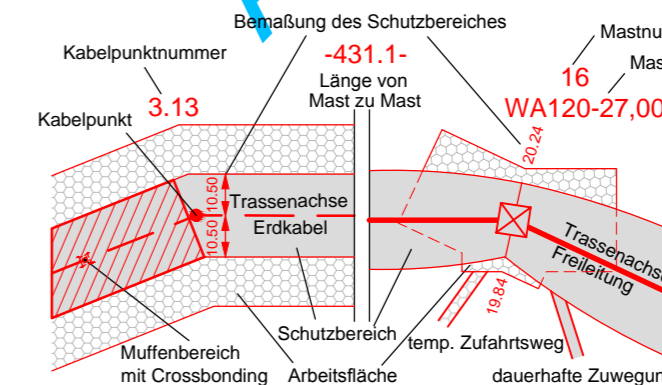 Bemaßung des Schutzbereiches
Kabelpunktnummer
-431.1-
Mastnu
Länge von
Mast zu Mast
16
Mas
3.13
WA120-27,00
Kabelpunkt
20.24
10.50
10.50
Trassenachse
Erdkabel
Trassenachse
Freileitung
19.84
Schutzbereich
temp. Zufahrtsweg
Muffenbereich
mit Crossbonding
Arbeitsfläche
dauerhafte Zuwegun